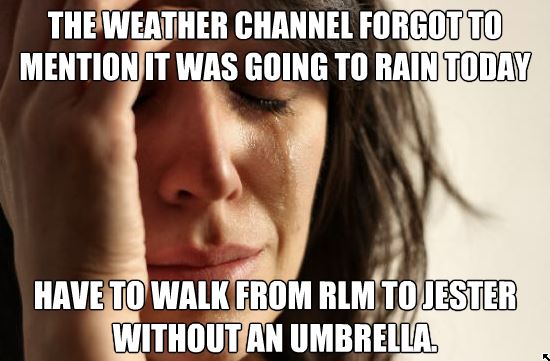 THE WEATHER CHANNEL FORGOT TO
MENTION IT WAS GOING TO RAIN TODAY
HAVE TO WALK FROM RLM TO JESTER
WITHOUT AN UMBRELLA.